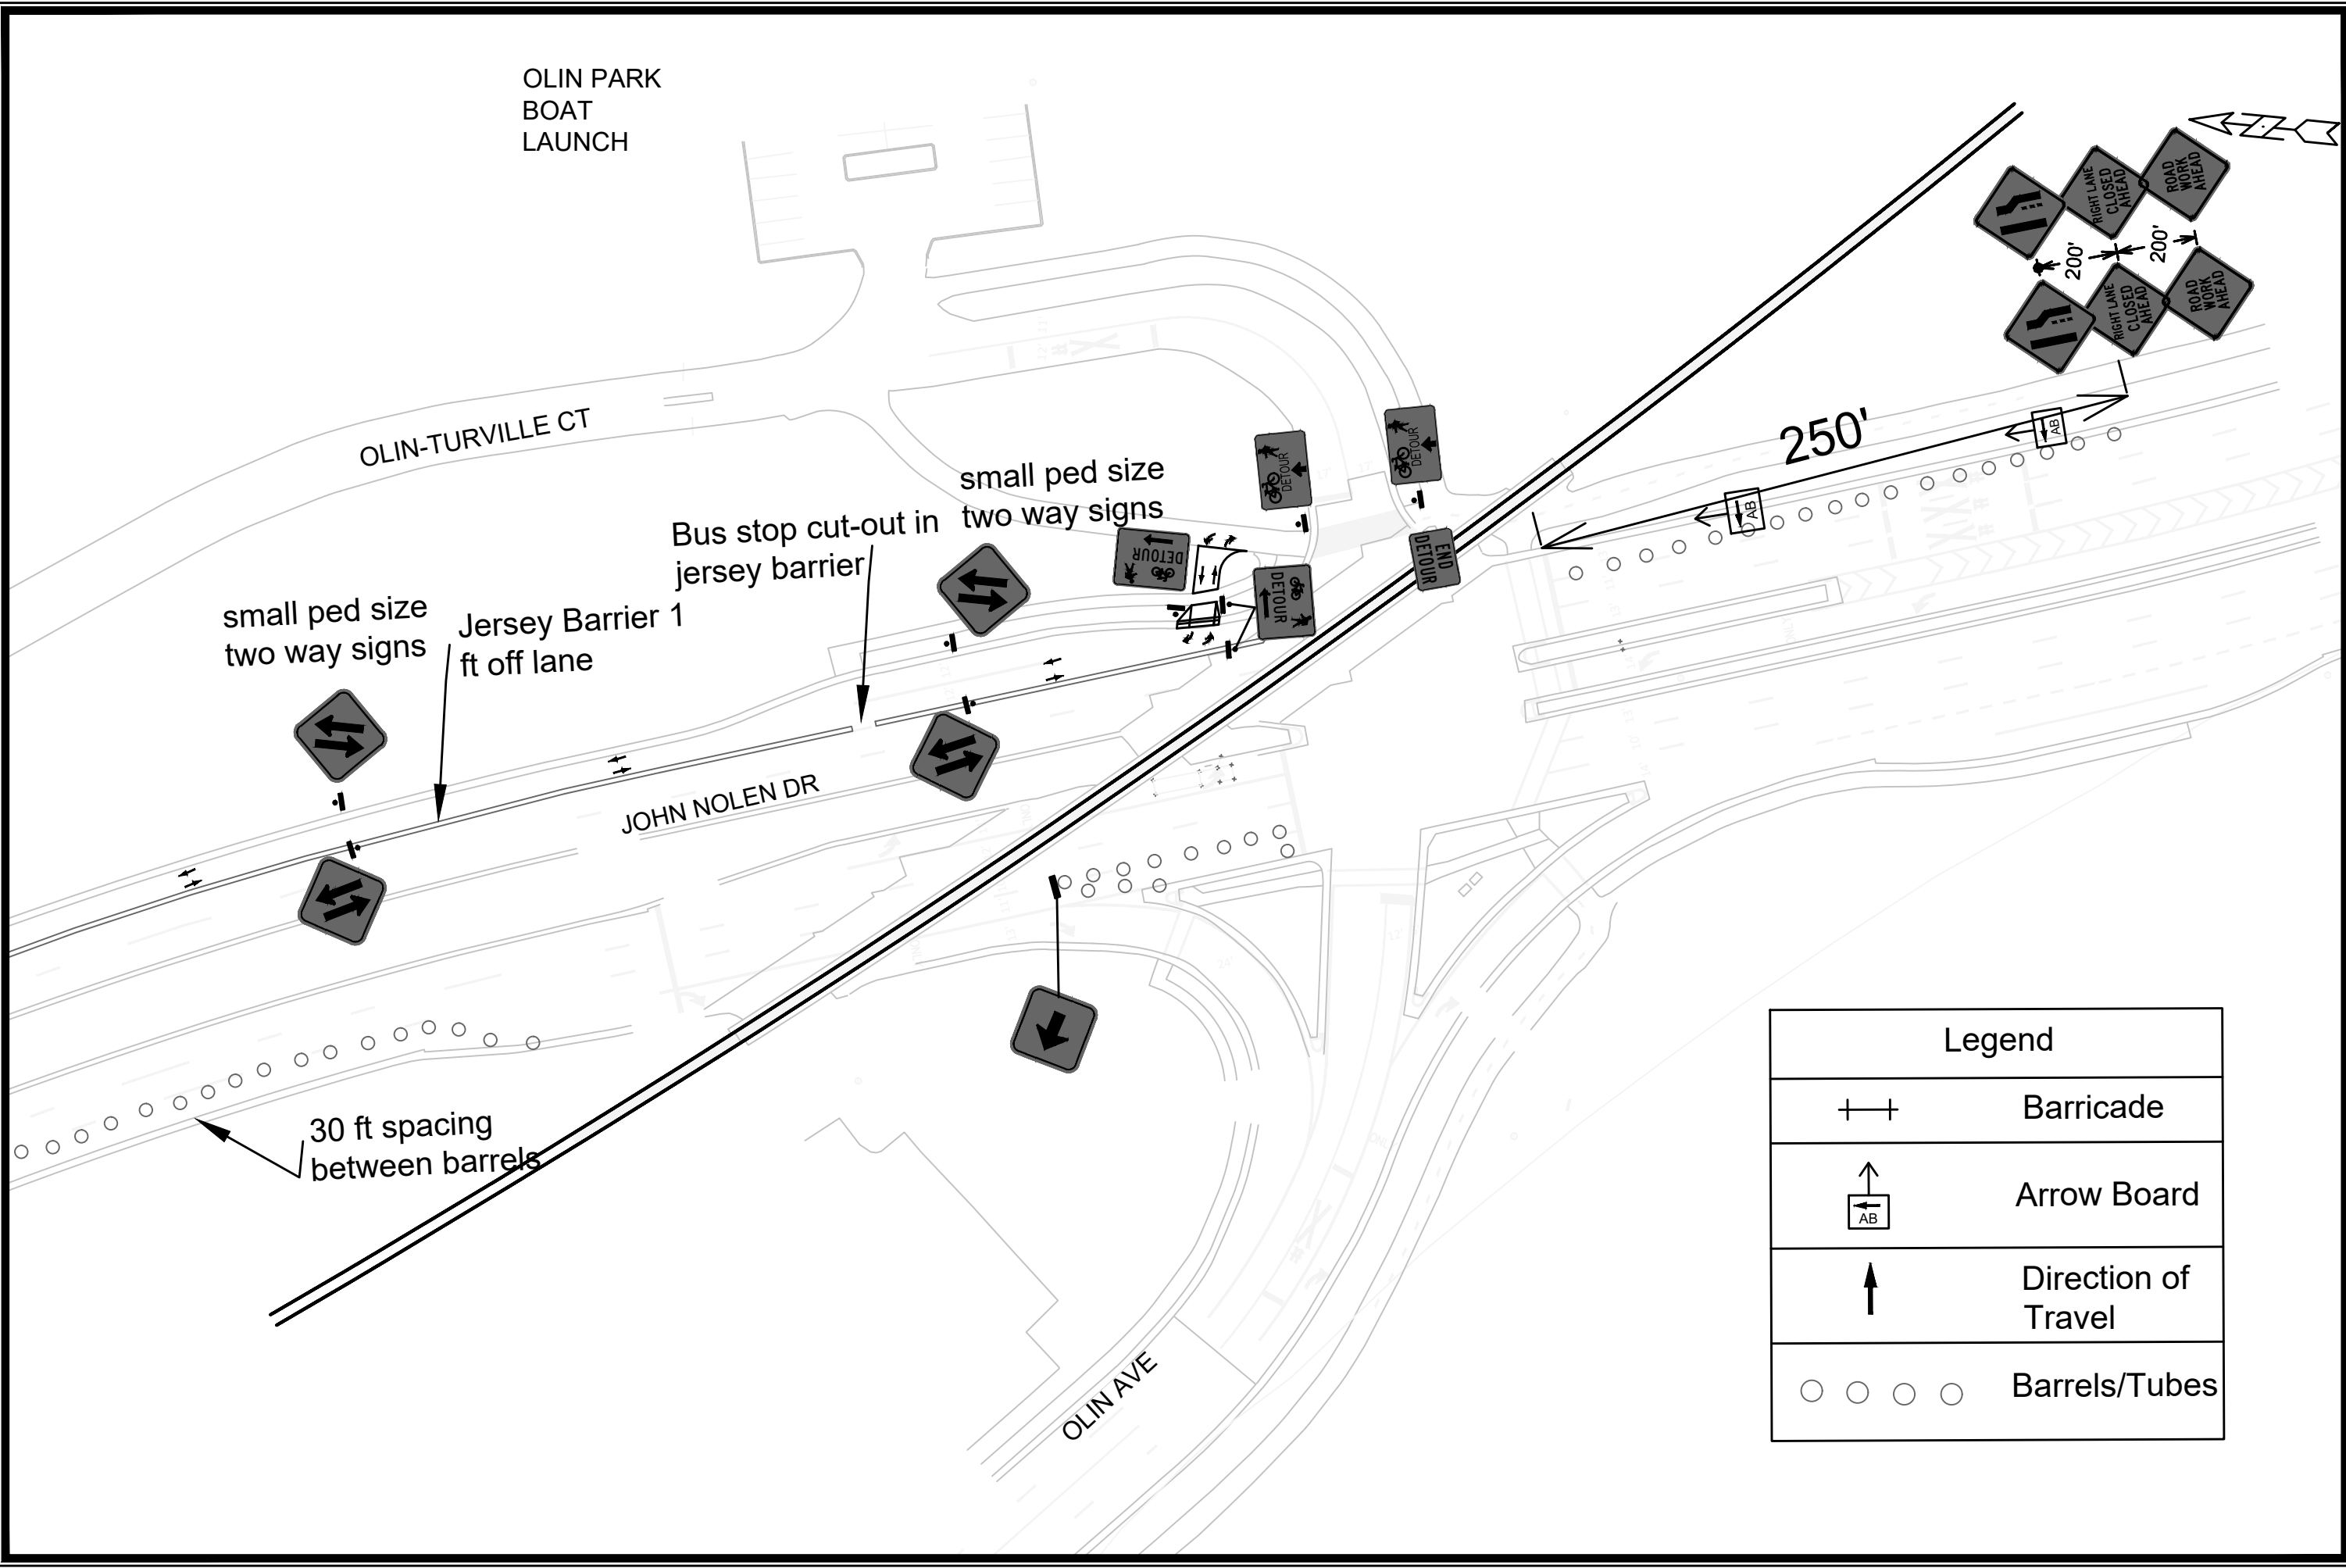 OLIN PARK
BOAT
LAUNCH
ROAD
WORK
AHEAD
RIGHT LANE
CLOSED
AHEAD
200'
200'
ROAD
WORK
AHEAD
RIGHT LANE
CLOSED
AHEAD
250'
AB
AB
OLIN-TURVILLE CT
DETOUR
DETOUR
small ped size
two way signs
Bus stop cut-out in
jersey barrier
DETOUR
END
DETOUR
DETOUR
small ped size
two way signs
Jersey Barrier 1
ft off lane
JOHN NOLEN DR
30 ft spacing
between barrels
OLIN AVE
Legend
Barricade
AB
Arrow Board
Direction of
Travel
Barrels/Tubes